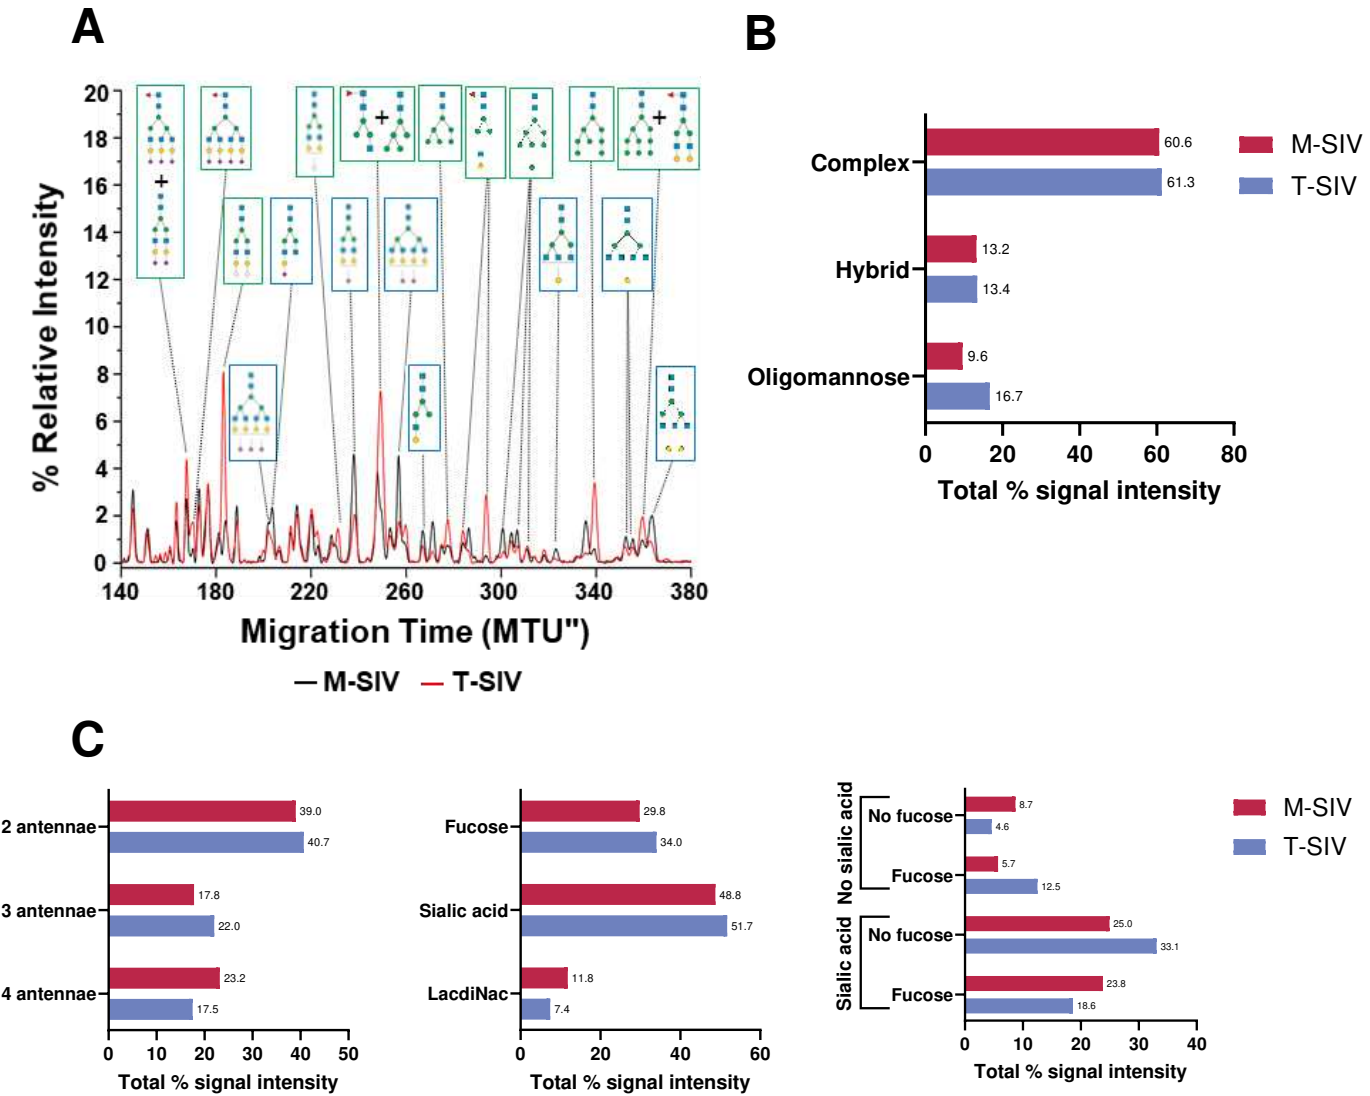 A
20
18
16
14
12
10
8
6
4
2
0
% Relative Intensity
+
+
+
140 180 220 260 300 340 380
Migration Time (MTU")
M-SIV T-SIV
B
Complex
60.6
61.3
Hybrid
13.2
13.4
Oligomannose
9.6
16.7
0 20 40 60 80
Total % signal intensity
M-SIV
T-SIV
C
2 antennae
39.0
40.7
3 antennae
17.8
22.0
4 antennae
23.2
17.5
0 10 20 30 40 50
Total % signal intensity
Fucose
29.8
34.0
Sialic acid
48.8
51.7
LacdiNac
11.8
7.4
0 20 40 60
Total % signal intensity
No sialic acid
No fucose
8.7
4.6
Fucose
5.7
12.5
Sialic acid
No fucose
25.0
33.1
Fucose
23.8
18.6
0 10 20 30 40
Total % signal intensity
M-SIV
T-SIV